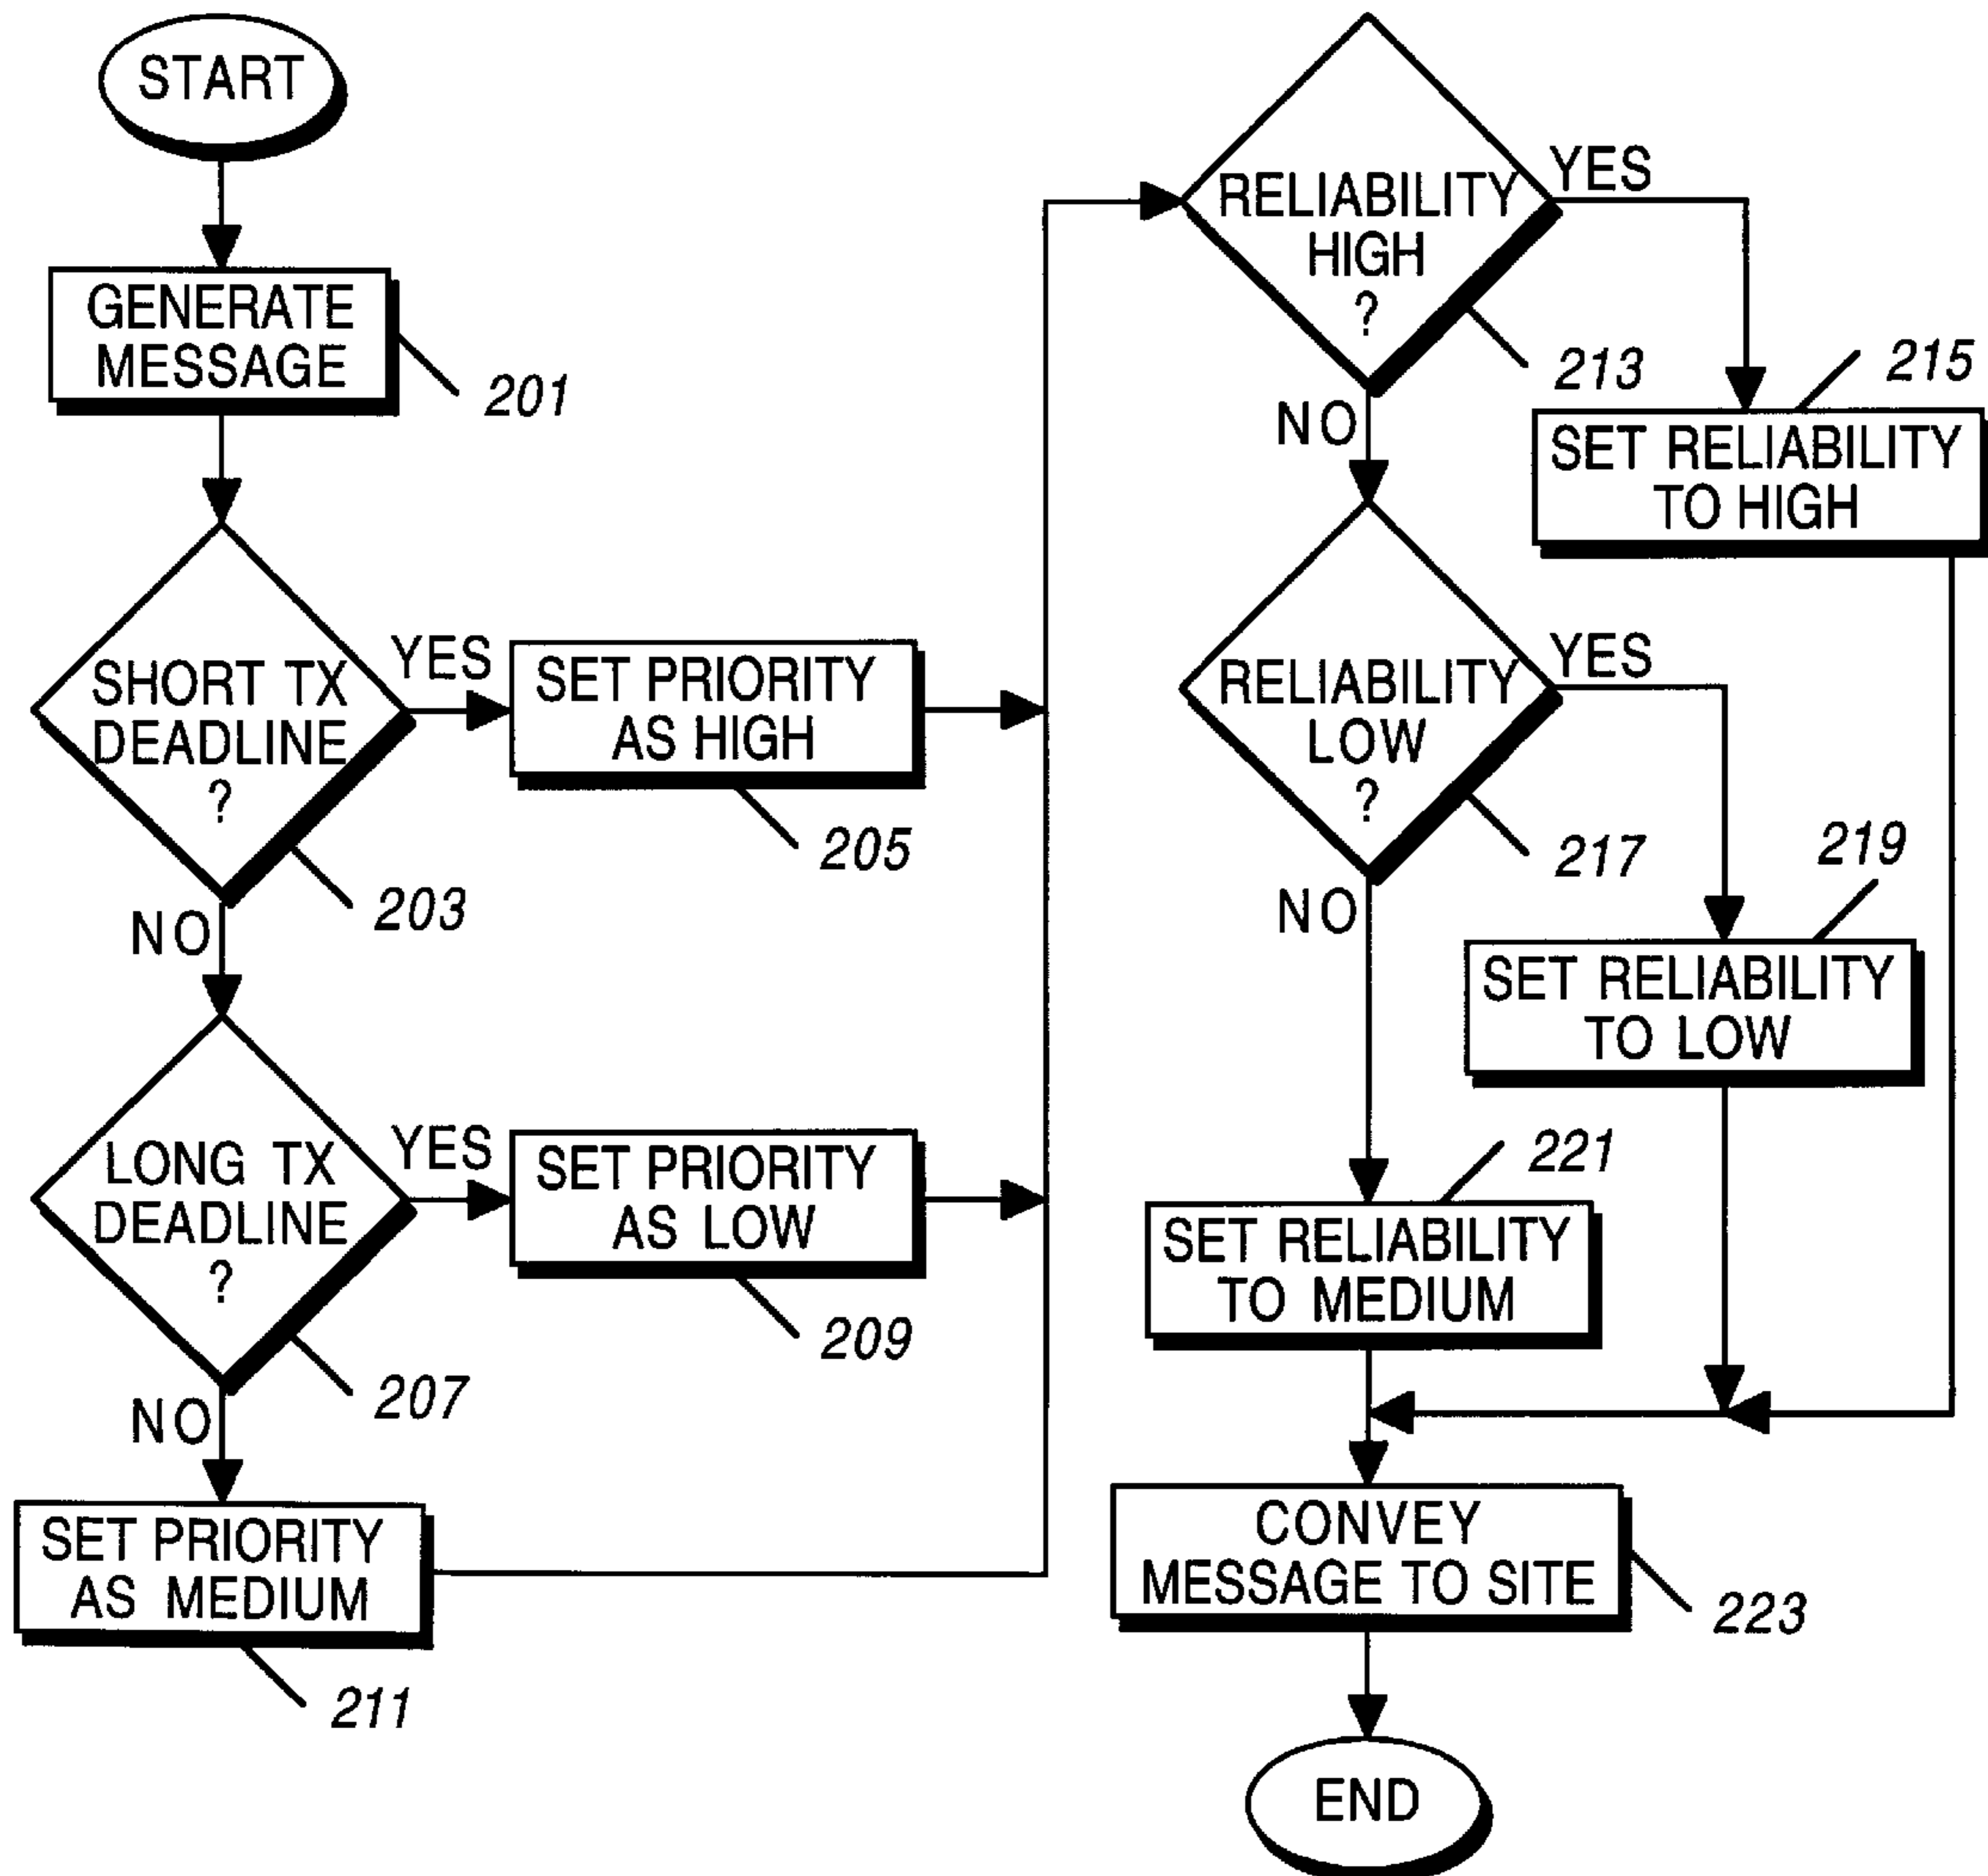 START
GENERATE
MESSAGE
201
SHORT TX
DEADLINE
?
203
YES
SET PRIORITY
AS HIGH
205
NO
LONG TX
DEADLINE
?
207
YES
SET PRIORITY
AS LOW
209
NO
SET PRIORITY
AS MEDIUM
211
RELIABILITY
HIGH
?
213
YES
215
SET RELIABILITY
TO HIGH
NO
RELIABILITY
LOW
?
217
YES
219
SET RELIABILITY
TO LOW
NO
221
SET RELIABILITY
TO MEDIUM
CONVEY
MESSAGE TO SITE
223
END